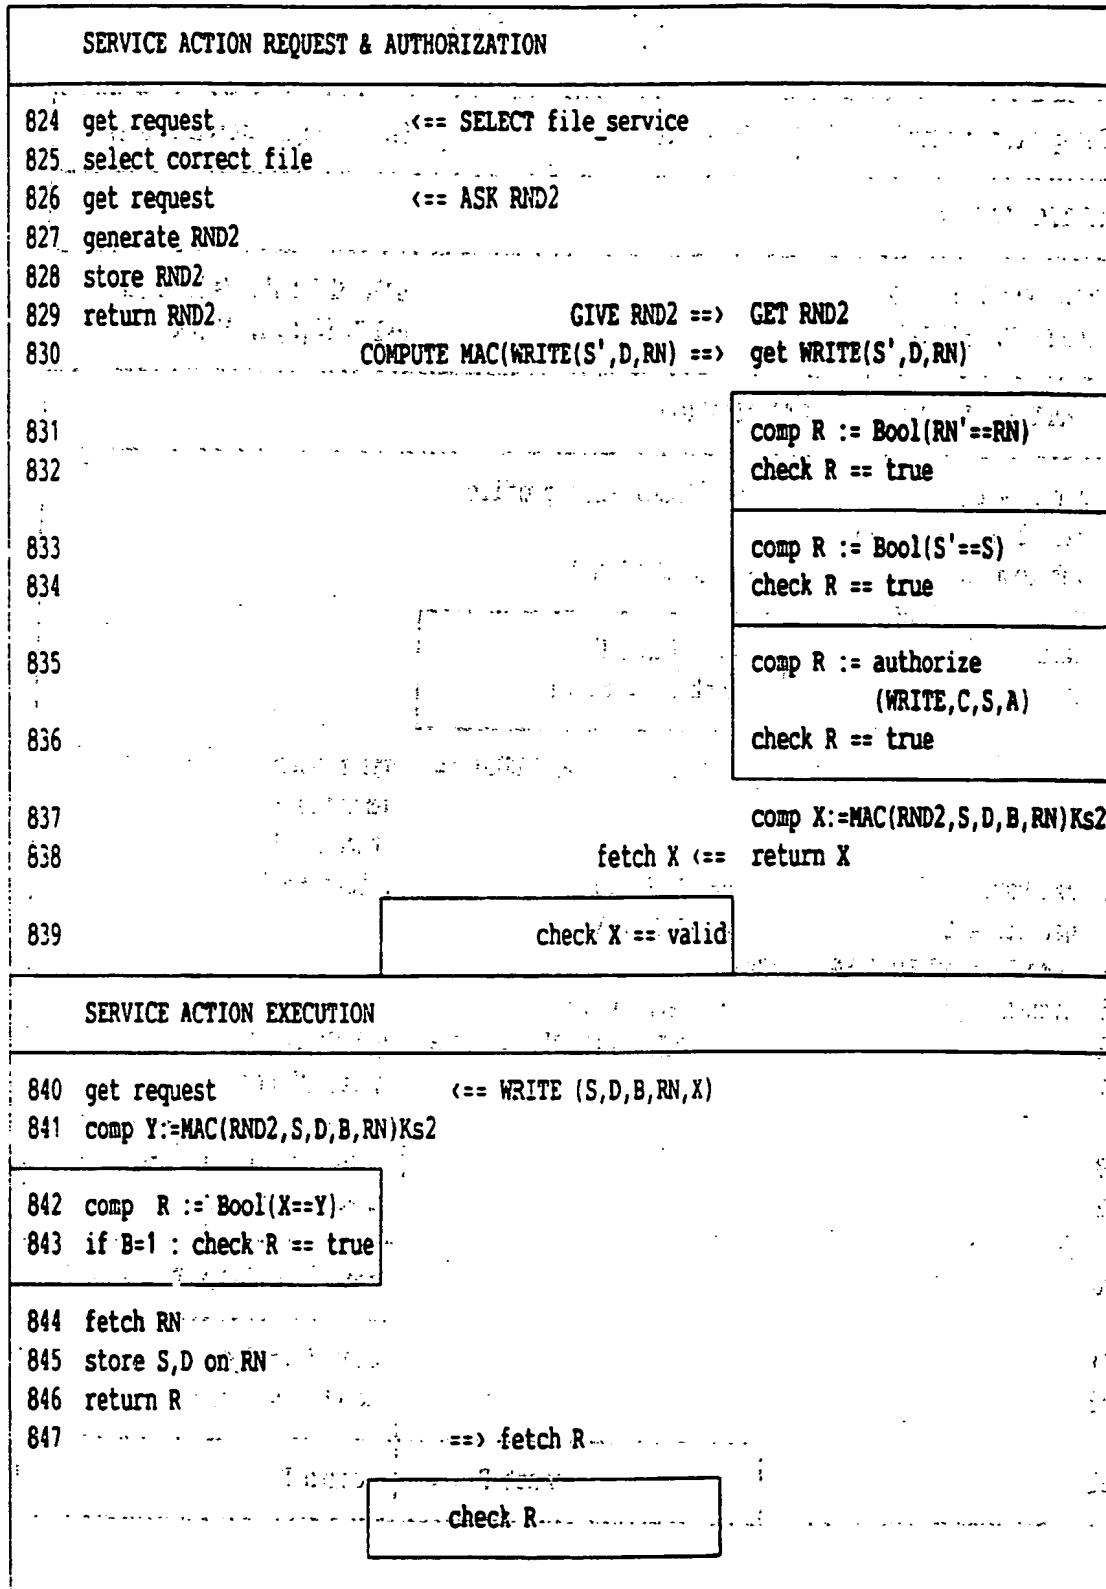 SERVICE ACTION REQUEST & AUTHORIZATION
824 get request <== SELECT file_service
825 select correct file
826 get request <== ASK RND2
827 generate RND2
828 store RND2
829 return RND2 GIVE RND2 ==> GET RND2
830 COMPUTE MAC(WRITE(S',D,RN) ==> get WRITE(S',D,RN)
831 comp R := Bool(RN'==RN)
832 check R == true
833 comp R := Bool(S'==S)
834 check R == true
835 comp R := authorize
(WRITE,C,S,A)
836 check R == true
837 comp X:=MAC(RND2,S,D,B,RN)Ks2
838 fetch X <== return X
839 check X == valid
SERVICE ACTION EXECUTION
840 get request <== WRITE (S,D,B,RN,X)
841 comp Y:=MAC(RND2,S,D,B,RN)Ks2
842 comp R := Bool(X==Y)
843 if B=1 : check R == true
844 fetch RN
845 store S,D on RN
846 return R
847 ==> fetch R
check R